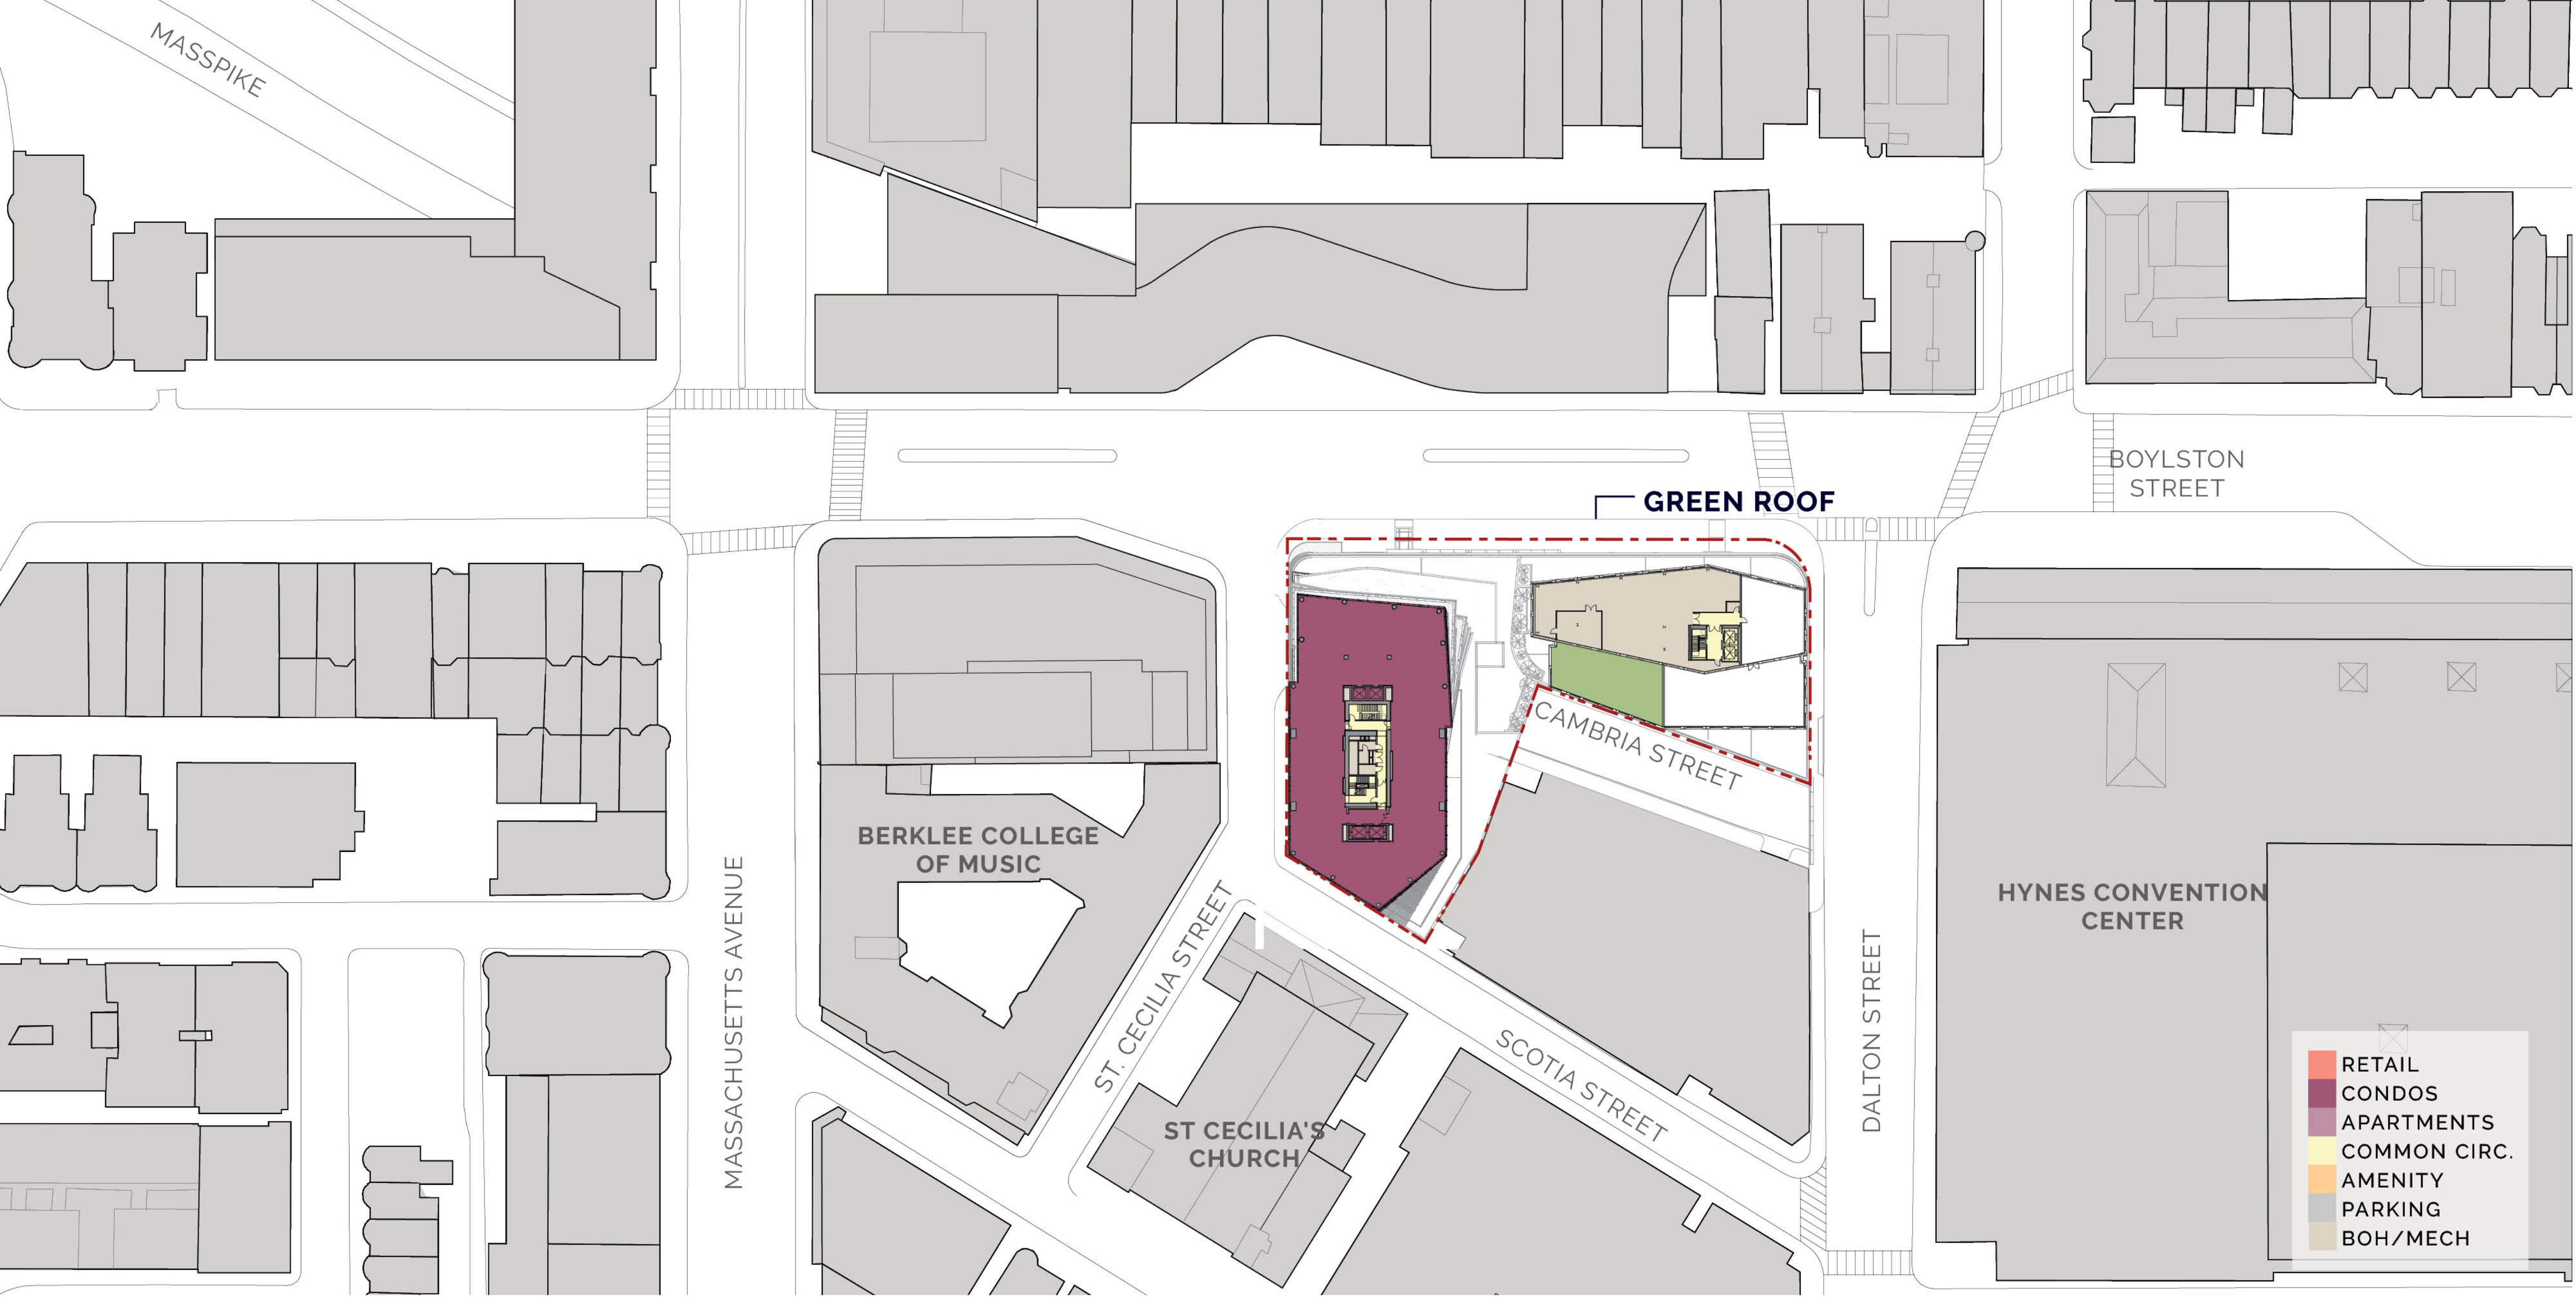 MASSPIKE
BOYLSTON
STREET
GREEN ROOF
CAMBRIA STREET
BERKLEE COLLEGE
OF MUSIC
MASSACHUSETTS AVENUE
ST. CECILIA STREET
HYNES CONVENTION
CENTER
DALTON STREET
SCOTIA STREET
ST CECILIA'S
CHURCH
RETAIL
CONDOS
APARTMENTS
COMMON CIRC.
AMENITY
PARKING
BOH/MECH